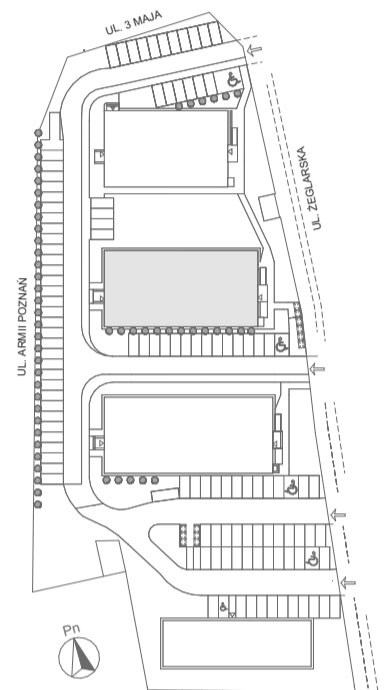 UL. 3 MAJA
UL. ŻEGLARSKA
UL. ARMII POZNAŃ
Pn